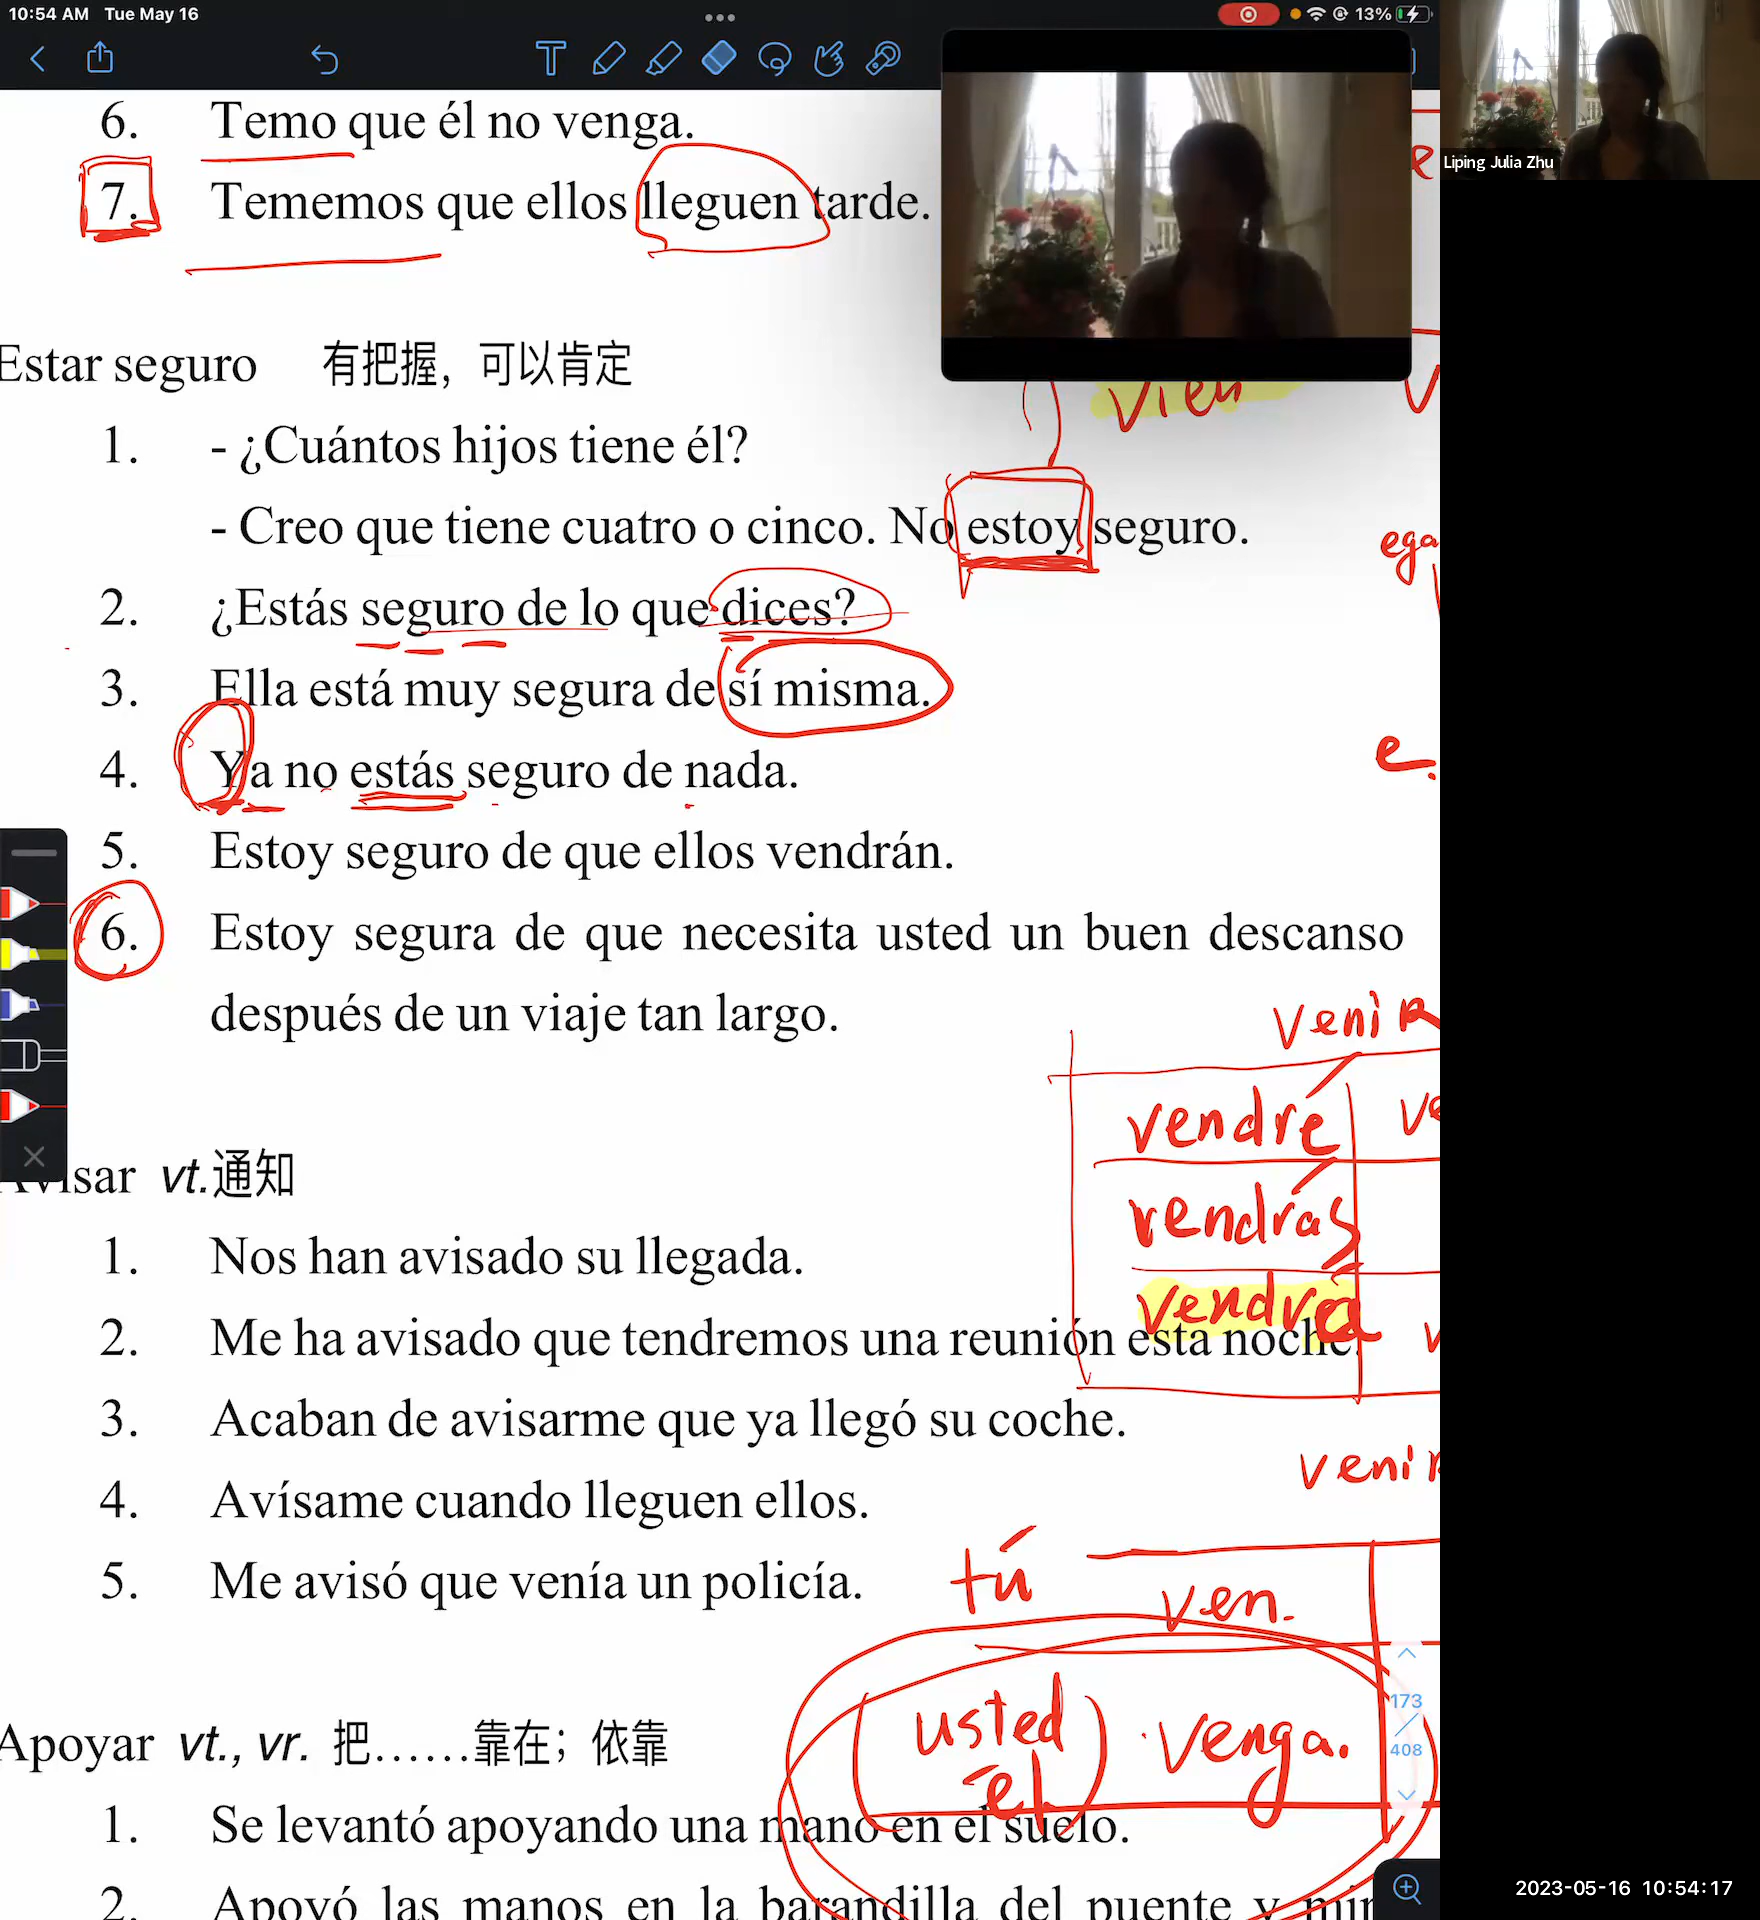 10:54 AM Tue May 16
13%
6. Temo que él no venga.
7. Tememos que ellos lleguen tarde.
Liping Julia Zhu
e
Estar seguro 有把握，可以肯定
vien
1. - ¿Cuántos hijos tiene él?
- Creo que tiene cuatro o cinco. No estoy seguro.
ega
2. ¿Estás seguro de lo que dices?
3. Ella está muy segura de sí misma.
4. Ya no estás seguro de nada.
e.
5. Estoy seguro de que ellos vendrán.
6. Estoy segura de que necesita usted un buen descanso
después de un viaje tan largo.
veniR
vendré ve
vendrás
vendrá
sar vt.通知
1. Nos han avisado su llegada.
2. Me ha avisado que tendremos una reunión esta noche.
3. Acaban de avisarme que ya llegó su coche.
veni
4. Avísame cuando lleguen ellos.
5. Me avisó que venía un policía.
tú ven.
usted
él venga.
173
408
Apoyar vt., vr. 把……靠在；依靠
1. Se levantó apoyando una mano en el suelo.
2. Apoyó las manos en la barandilla del puente y mir
2023-05-16 10:54:17